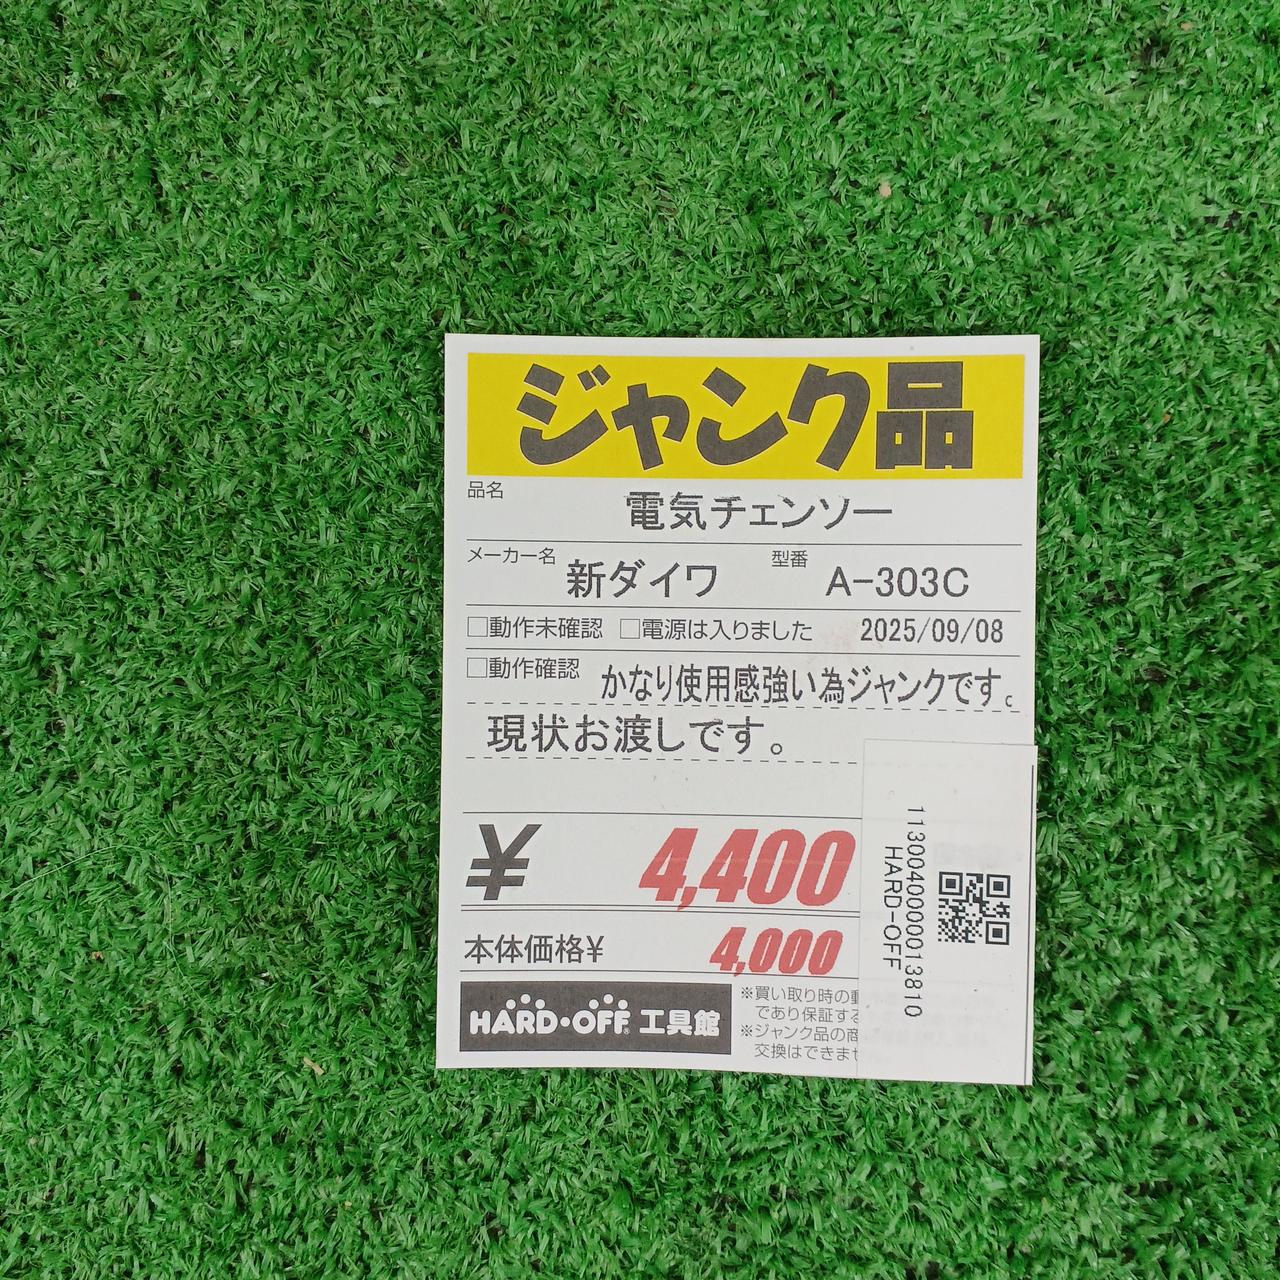 ジャンク品
品名
電気チェンソー
メーカー名 新ダイワ 型番 A-303C
□動作未確認 □電源は入りました 2025/09/08
□動作確認 かなり使用感強い為ジャンクです。
現状お渡しです。
¥ 4,400
本体価格¥ 4,000
HARD・OFF 工具館
※買い取り時の
であり保証する
※ジャンク品の商
交換はできませ
1130040000013810
HARD-OFF